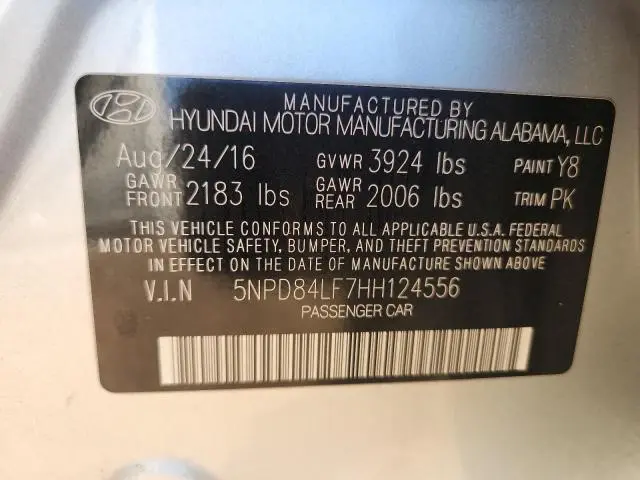 MANUFACTURED BY
HYUNDAI MOTOR MANUFACTURING ALABAMA, LLC
Aug/24/16 GVWR 3924 lbs PAINT Y8
GAWR FRONT 2183 lbs GAWR REAR 2006 lbs TRIM PK
THIS VEHICLE CONFORMS TO ALL APPLICABLE U.S.A. FEDERAL
MOTOR VEHICLE SAFETY, BUMPER, AND THEFT PREVENTION STANDARDS
IN EFFECT ON THE DATE OF MANUFACTURE SHOWN ABOVE.
V.I.N 5NPD84LF7HH124556
PASSENGER CAR